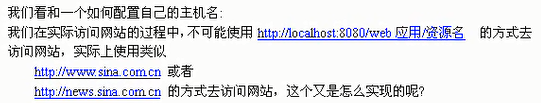 我们看和一个如何配置自己的主机名:
我们在实际访问网站的过程中,不可能使用 http://localhost:8080/web 应用/资源名 的方式去
访问网站，实际上使用类似
http://www.sina.com.cn 或者
http://news.sina.com.cn 的方式去访问网站，这个又是怎么实现的呢?